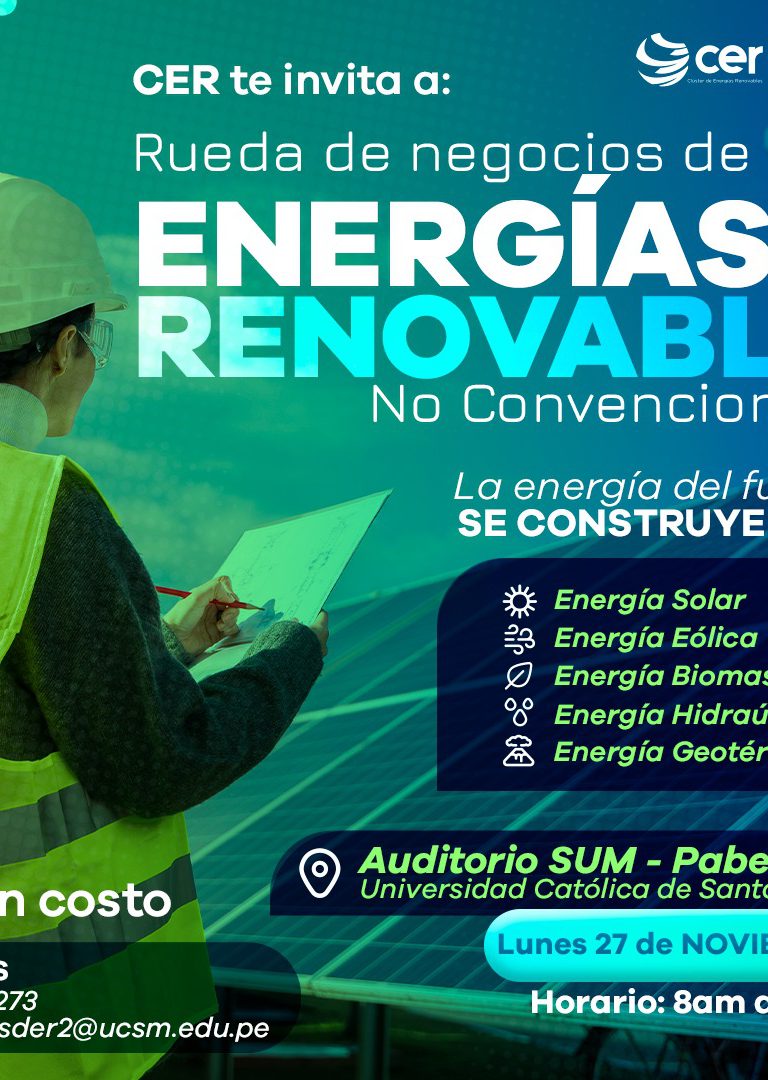 cer
Clúster de Energías Renovables
CER te invita a:
Rueda de negocios de
ENERGÍAS
RENOVABL
No Convencion
La energía del fu
SE CONSTRUYE
Energía Solar
Energía Eólica
Energía Biomas
Energía Hidraú
Energía Geotér
Auditorio SUM - Pabe
Universidad Católica de Santa
Lunes 27 de NOVIE
Horario: 8am a
n costo
s
273
sder2@ucsm.edu.pe